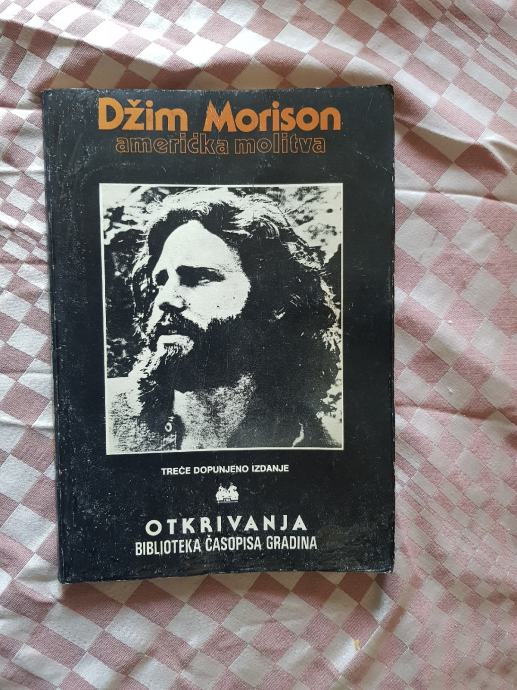 Džim Morison
američka molitva
TREĆE DOPUNJENO IZDANJE
OTKRIVANJA
BIBLIOTEKA ČASOPISA GRADINA